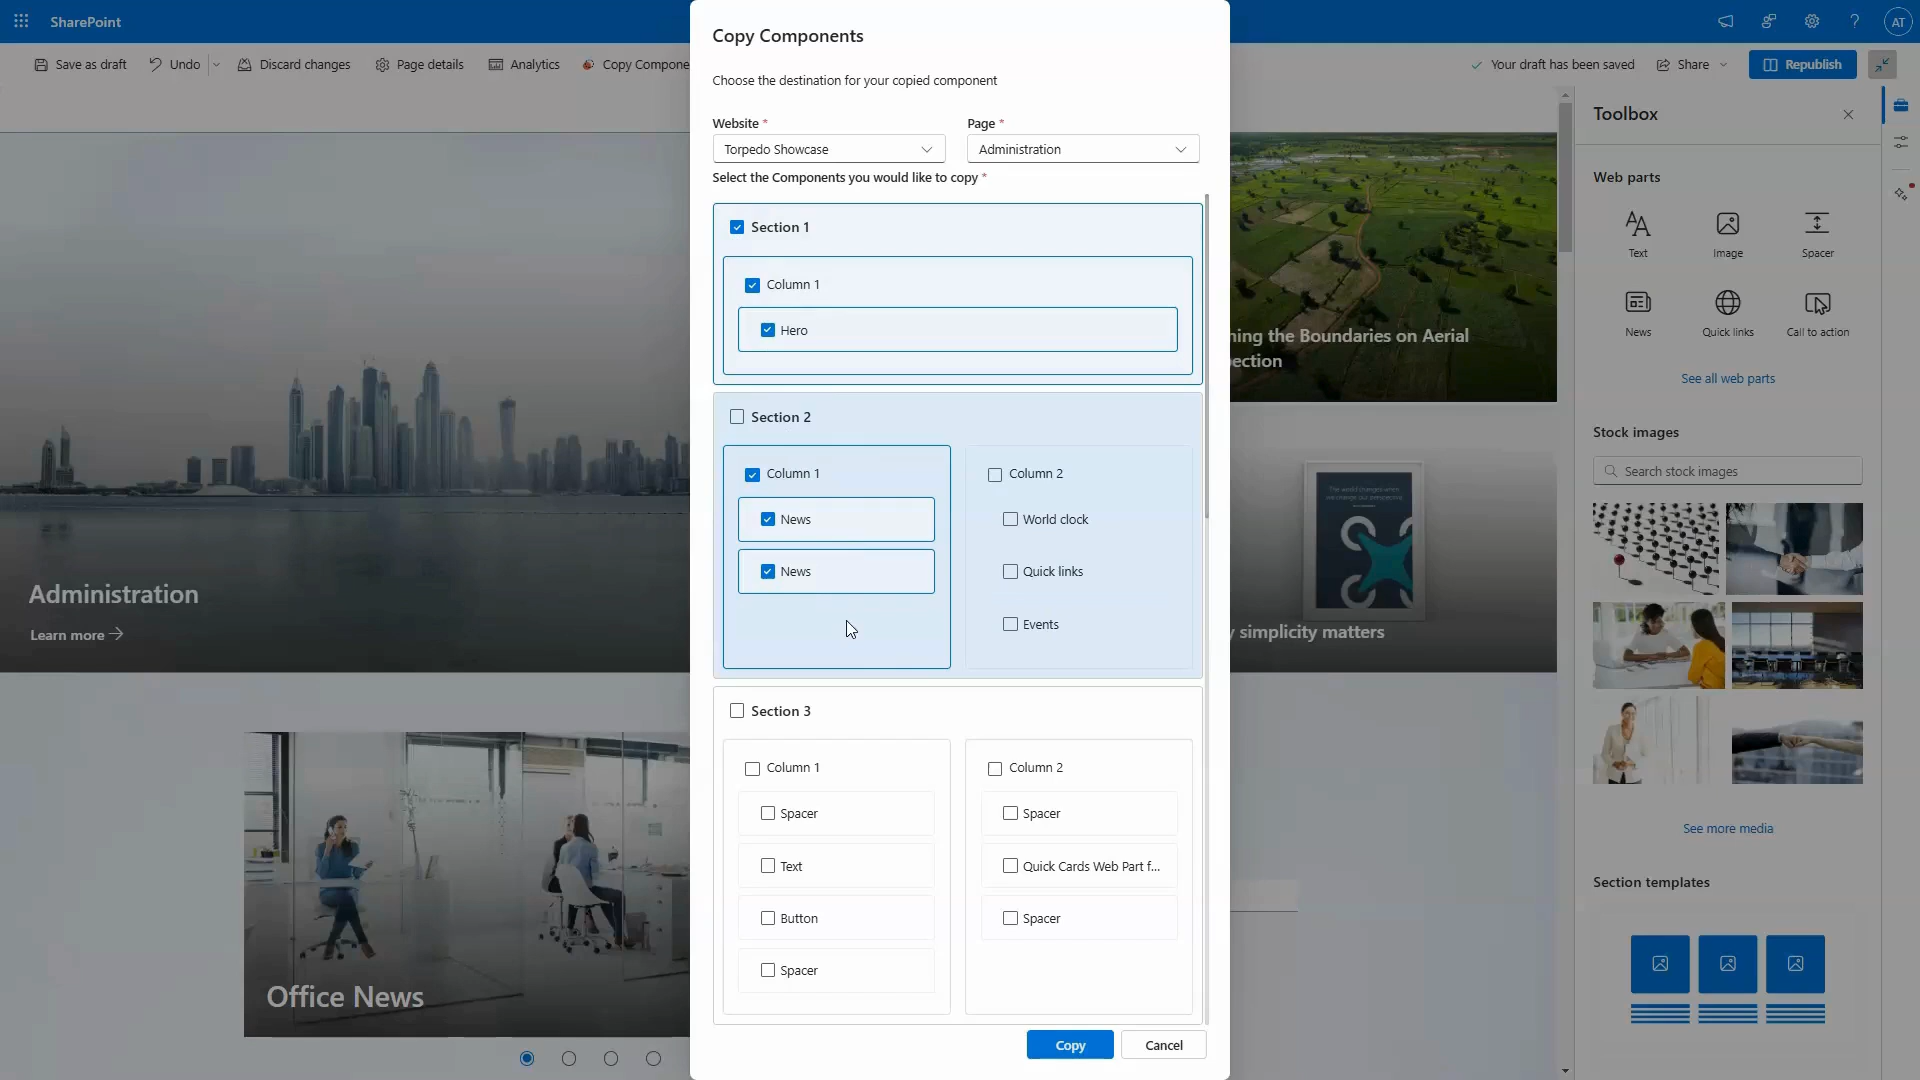 SharePoint
AT
Save as draft
Undo
Discard changes
Page details
Analytics
Copy Compone
Your draft has been saved
Share
Republish
Administration
Learn more
Office News
Copy Components
Choose the destination for your copied component
Website *
Page *
Torpedo Showcase
Administration
Select the Components you would like to copy *
Section 1
Column 1
Hero
Section 2
Column 1
News
News
Column 2
World clock
Quick links
Events
Section 3
Column 1
Spacer
Text
Button
Spacer
Column 2
Spacer
Quick Cards Web Part f...
Spacer
Copy
Cancel
ning the Boundaries on Aerial
ection
y simplicity matters
Toolbox
Web parts
Text
Image
Spacer
News
Quick links
Call to action
See all web parts
Stock images
Search stock images
See more media
Section templates